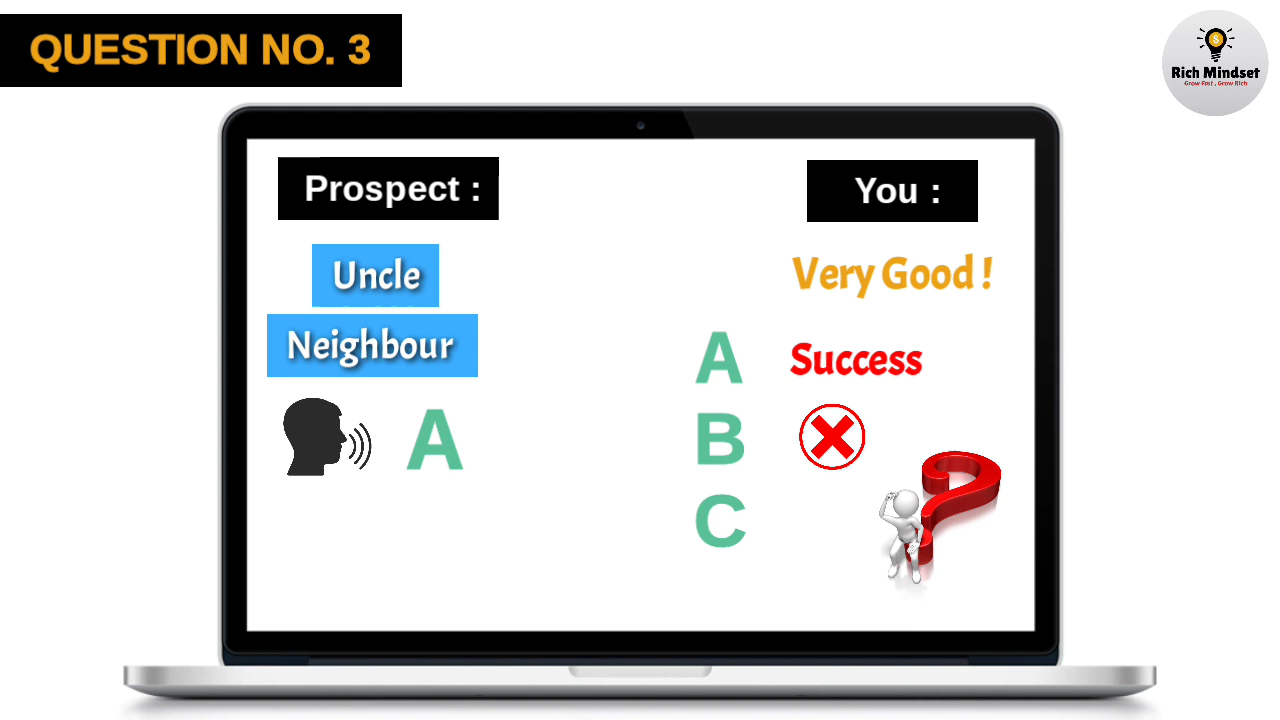 QUESTION NO. 3
Rich Mindset
Grow Fast , Grow Rich
Prospect :
Uncle
Neighbour
A
You :
Very Good !
A Success
B
C